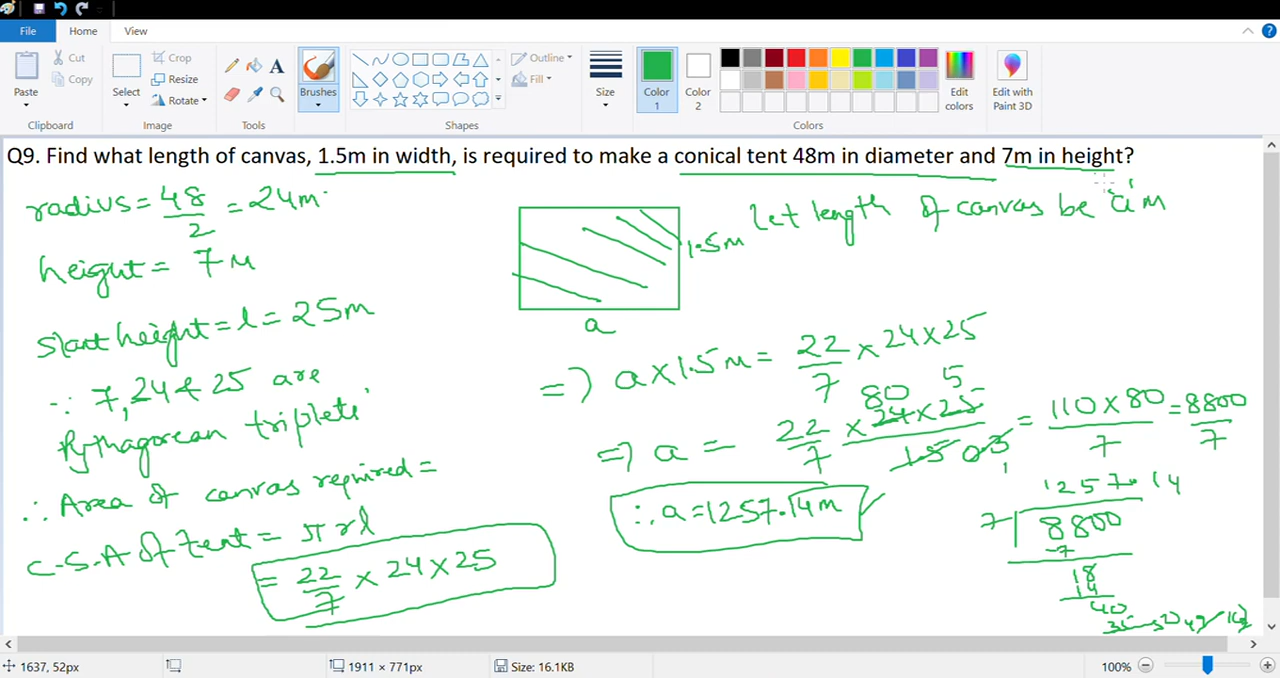 File Home View
Paste Cut Copy Clipboard
Select Crop Resize Rotate Image
A Tools
Brushes
Shapes Outline Fill
Size
Color 1 Color 2 Colors
Edit colors
Edit with Paint 3D
Q9. Find what length of canvas, 1.5m in width, is required to make a conical tent 48m in diameter and 7m in height?
radius = 48/2 = 24m
height = 7m
slant height = l = 25m
∵ 7, 24 & 25 are
Pythagorean triplets
∴ Area of canvas required =
C.S.A of tent = πrl
= 22/7 × 24 × 25
1.5m
a
let length of canvas be 'a' m
=> a × 1.5m = 22/7 × 24 × 25
80 5
=> a = 22/7 × 24 × 25 / 1.5 0.3 = 110 × 80 / 7 = 8800 / 7
1
∴ a = 1257.14m
1257.14
7 8800
-7
18
14
40
35
1637, 52px
1911 × 771px
Size: 16.1KB
100%